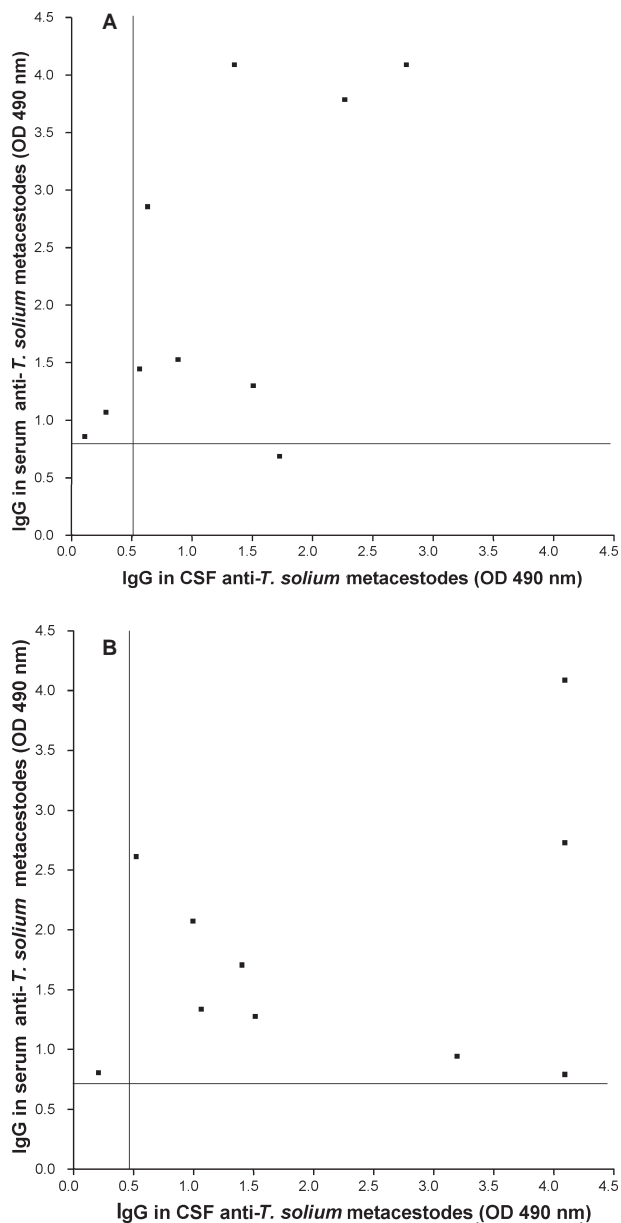 A
IgG in serum anti-T. solium metacestodes (OD 490 nm)
4.5
4.0
3.5
3.0
2.5
2.0
1.5
1.0
0.5
0.0
0.0 0.5 1.0 1.5 2.0 2.5 3.0 3.5 4.0 4.5
IgG in CSF anti-T. solium metacestodes (OD 490 nm)
B
IgG in serum anti-T. solium metacestodes (OD 490 nm)
4.5
4.0
3.5
3.0
2.5
2.0
1.5
1.0
0.5
0.0
0.0 0.5 1.0 1.5 2.0 2.5 3.0 3.5 4.0 4.5
IgG in CSF anti-T. solium metacestodes (OD 490 nm)